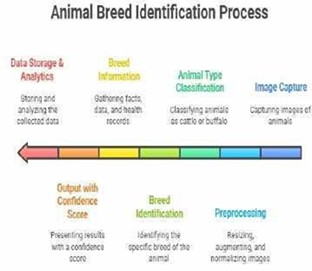 Animal Breed Identification Process
Data Storage &
Analytics
Storing and
analyzing the
collected data
Breed
Information
Gathering facts,
data, and health
records
Animal Type
Classification
Classifying animals
as cattle or buffalo
Image Capture
Capturing images of
animals
Output with
Confidence
Score
Presenting results
with a confidence
score
Breed
Identification
Identifying the
specific breed of the
animal
Preprocessing
Resizing,
augmenting, and
normalizing images